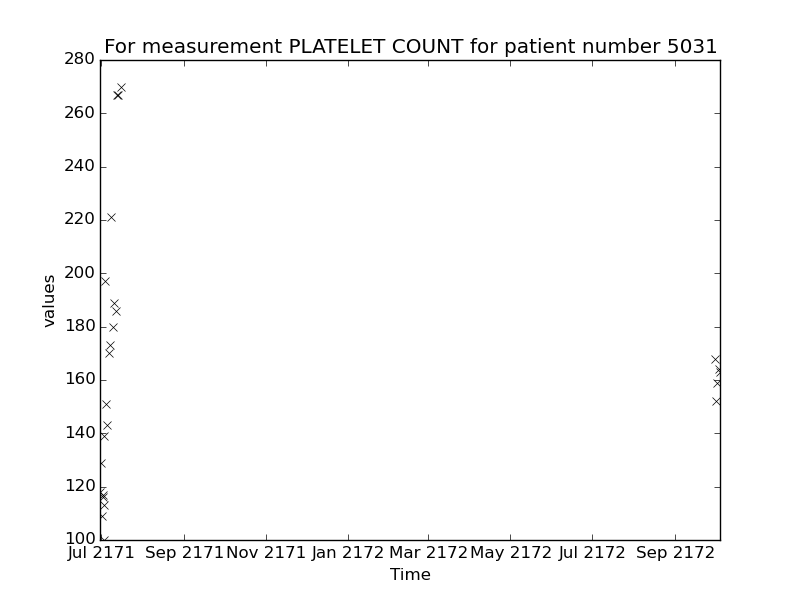 For measurement PLATELET COUNT for patient number 5031
280
260
240
220
200
180
160
140
120
100
values
Jul 2171 Sep 2171 Nov 2171 Jan 2172 Mar 2172 May 2172 Jul 2172 Sep 2172
Time